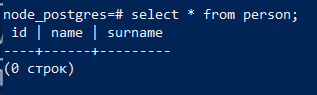 node_postgres=# select * from person;
 id | name | surname
----+------+---------
(0 строк)